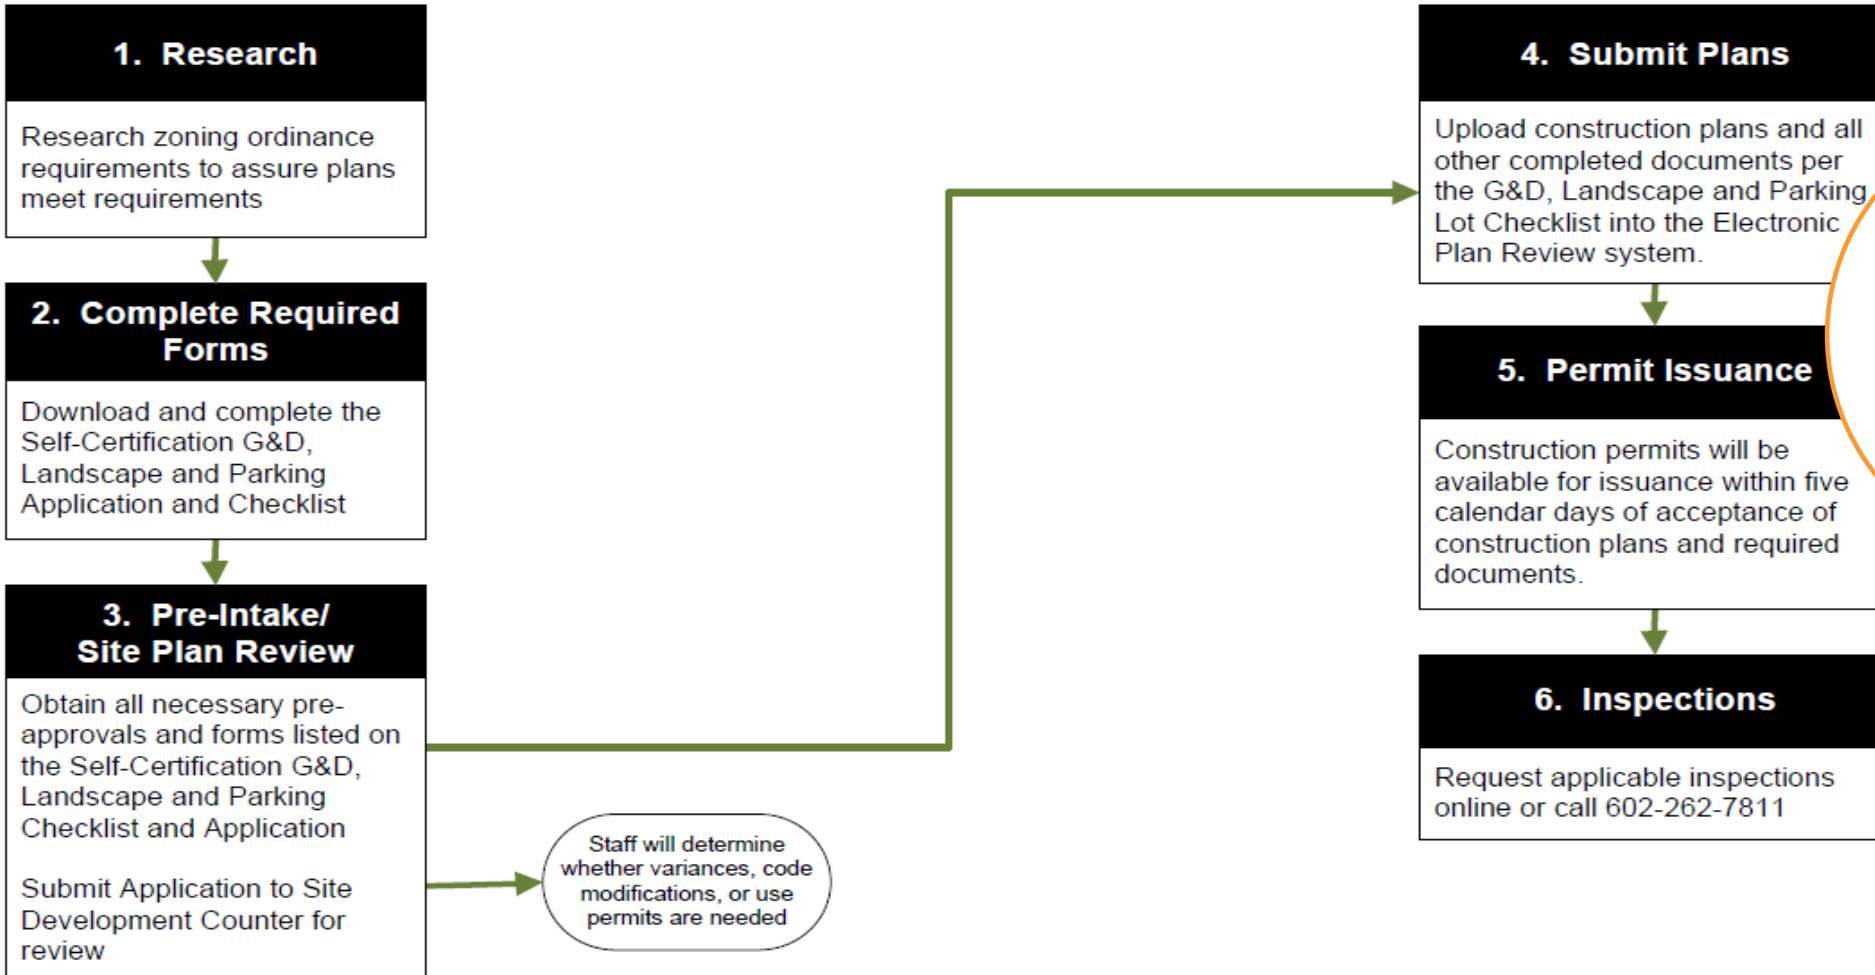 1. Research
Research zoning ordinance
requirements to assure plans
meet requirements
2. Complete Required
Forms
Download and complete the
Self-Certification G&D,
Landscape and Parking
Application and Checklist
3. Pre-Intake/
Site Plan Review
Obtain all necessary pre-
approvals and forms listed on
the Self-Certification G&D,
Landscape and Parking
Checklist and Application
Submit Application to Site
Development Counter for
review
Staff will determine
whether variances, code
modifications, or use
permits are needed
4. Submit Plans
Upload construction plans and all
other completed documents per
the G&D, Landscape and Parking
Lot Checklist into the Electronic
Plan Review system.
5. Permit Issuance
Construction permits will be
available for issuance within five
calendar days of acceptance of
construction plans and required
documents.
6. Inspections
Request applicable inspections
online or call 602-262-7811